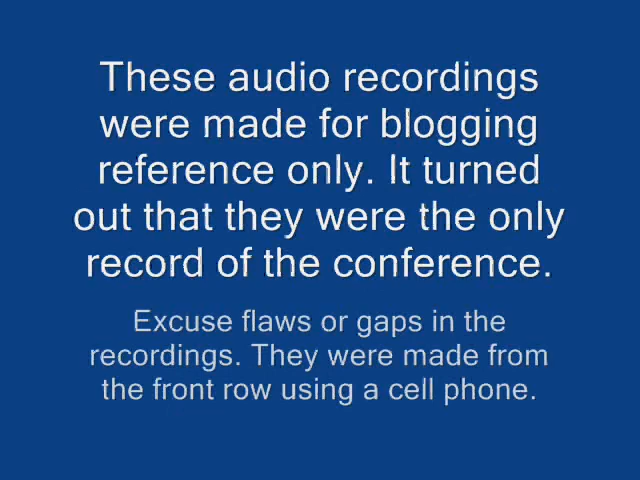 These audio recordings
were made for blogging
reference only. It turned
out that they were the only
record of the conference.
Excuse flaws or gaps in the
recordings. They were made from
the front row using a cell phone.